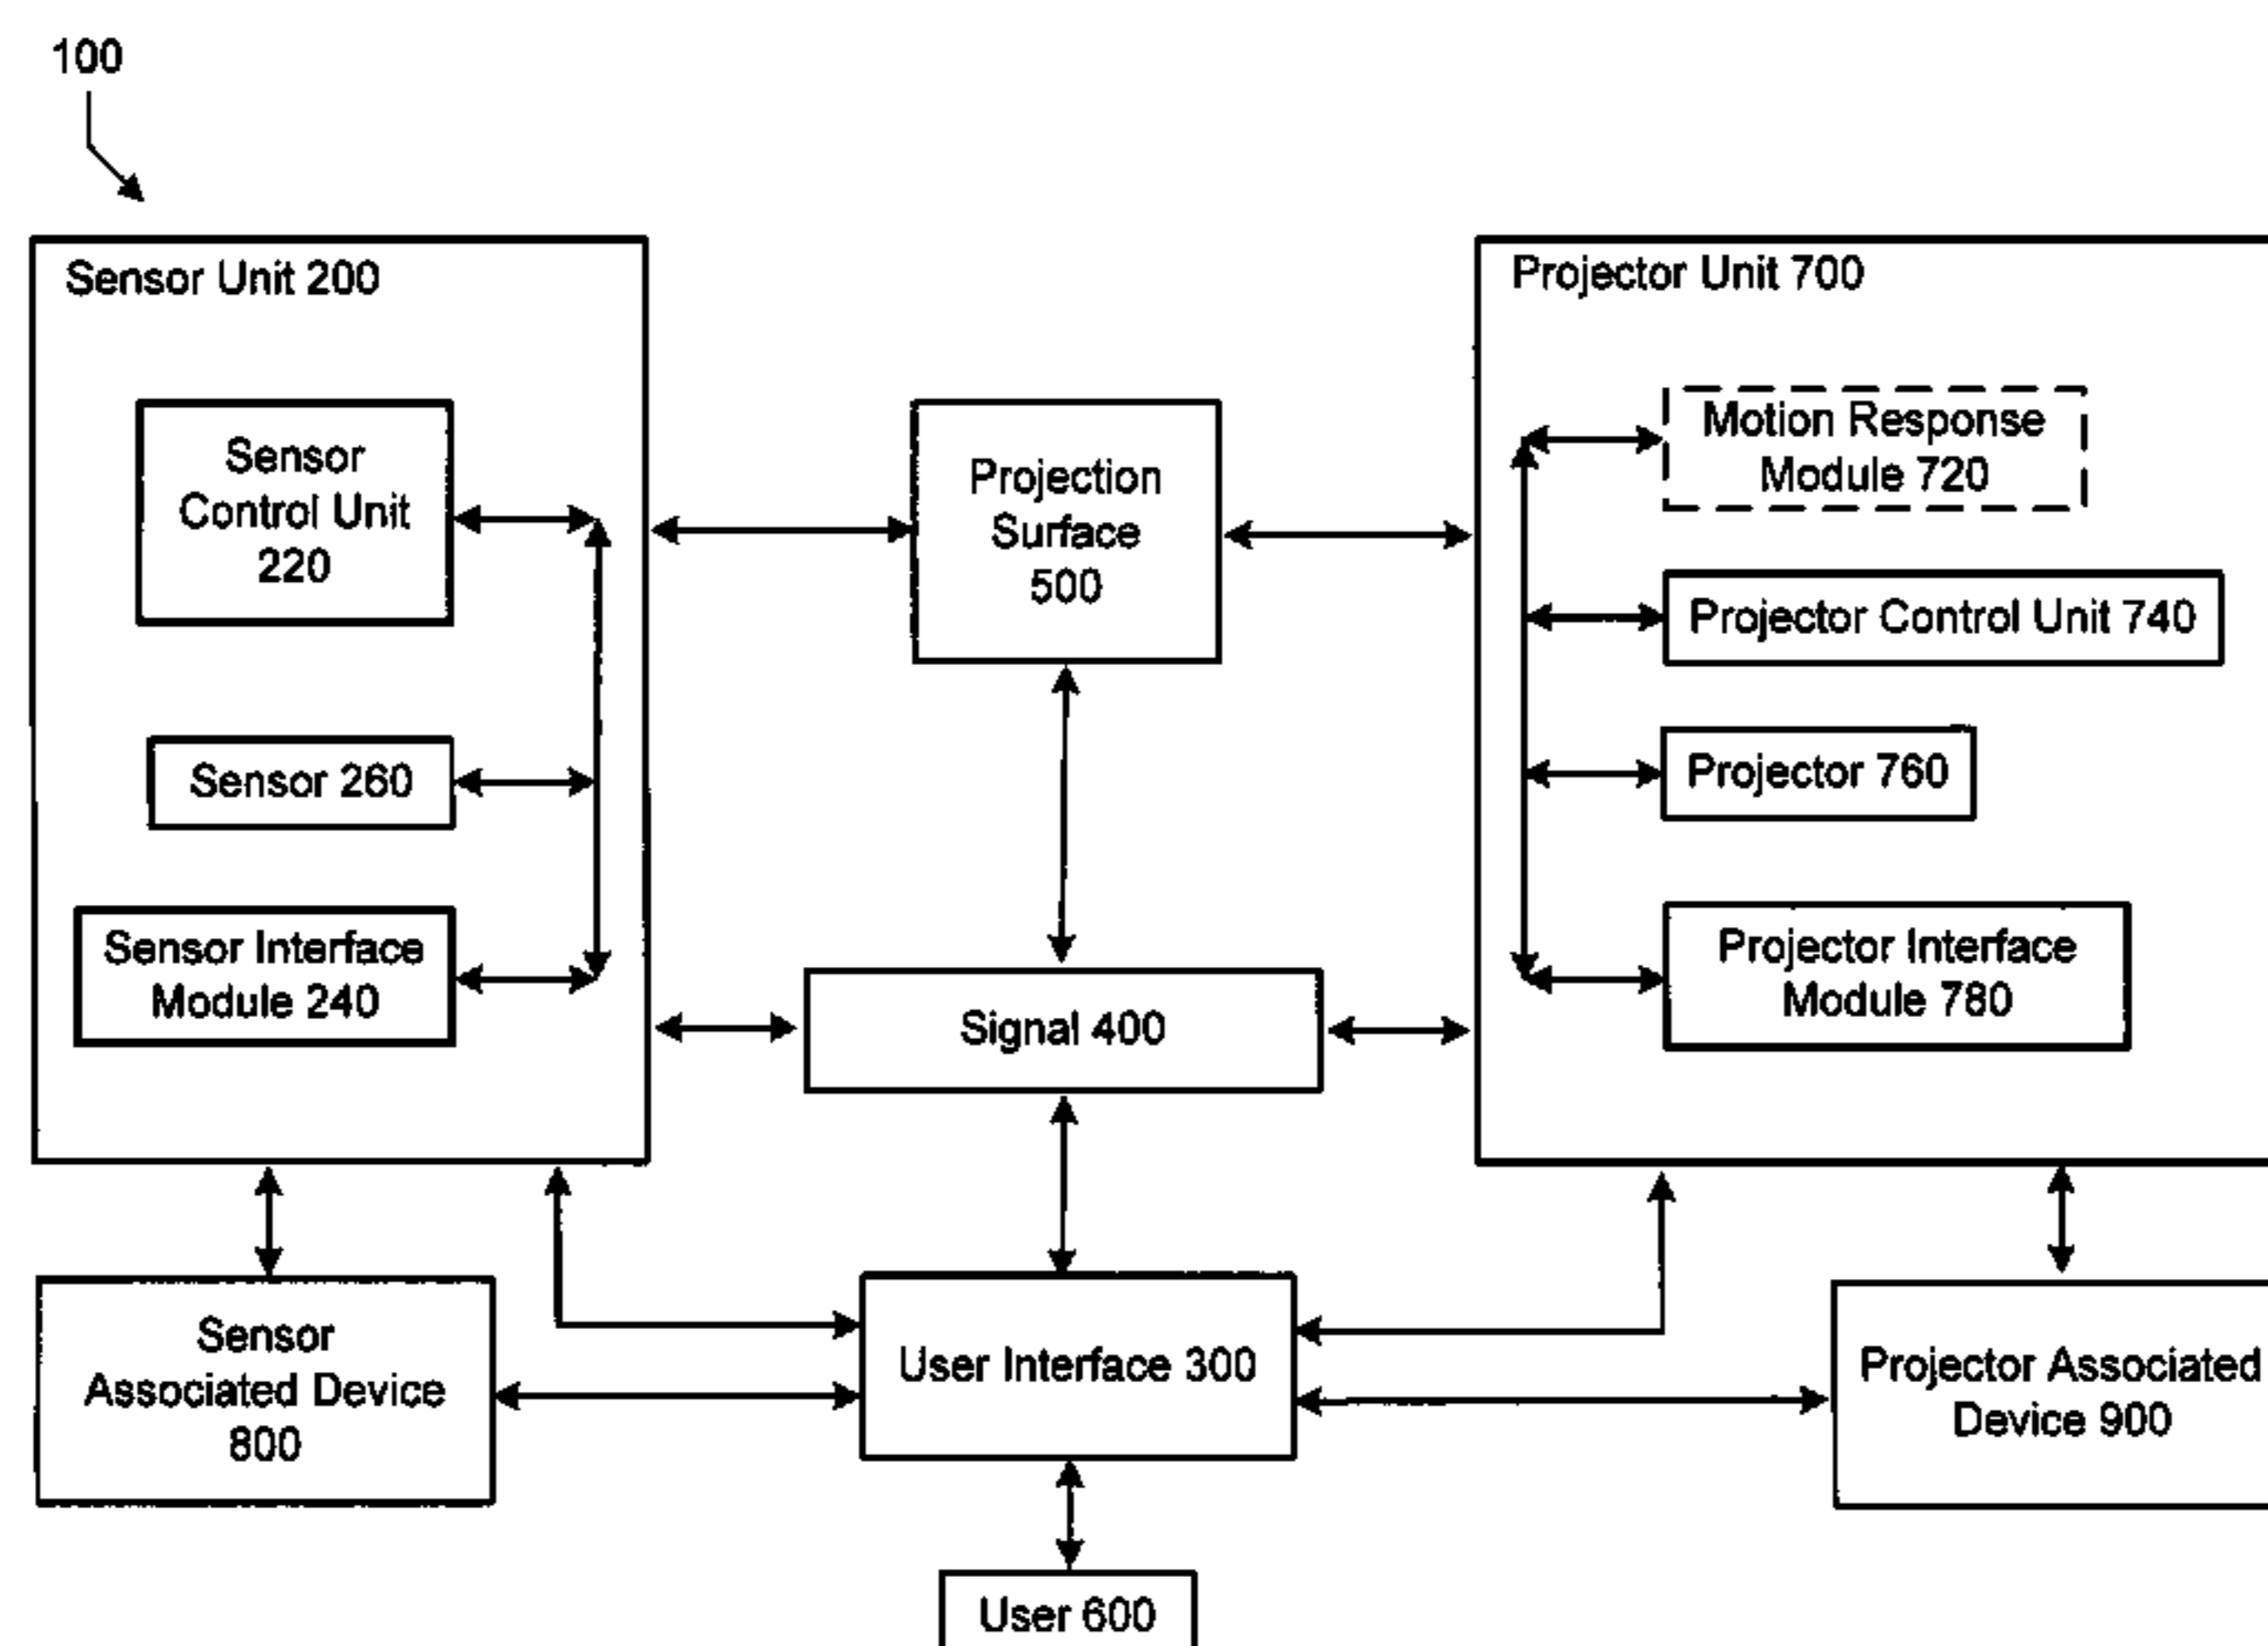 100
Sensor Unit 200
Sensor
Control Unit
220
Sensor 260
Sensor Interface
Module 240
Projection
Surface
500
Signal 400
Projector Unit 700
Motion Response
Module 720
Projector Control Unit 740
Projector 760
Projector Interface
Module 780
Sensor
Associated Device
800
User Interface 300
Projector Associated
Device 900
User 600